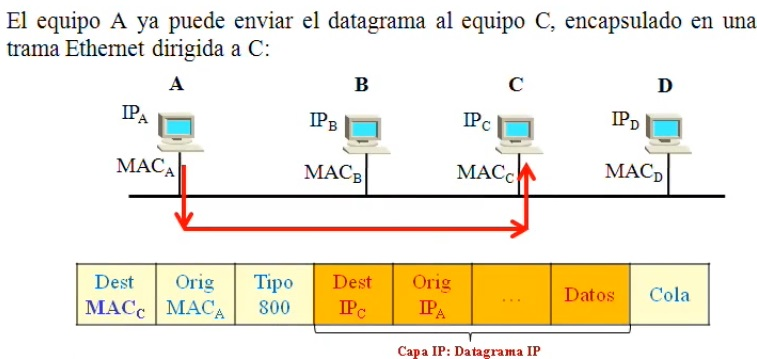 El equipo A ya puede enviar el datagrama al equipo C, encapsulado en una
trama Ethernet dirigida a C:
A B C D
IPA IPB IPC IPD
MACA MACB MACC MACD
Dest Orig Tipo Dest Orig ... Datos Cola
MACC MACA 800 IPC IPA
Capa IP: Datagrama IP